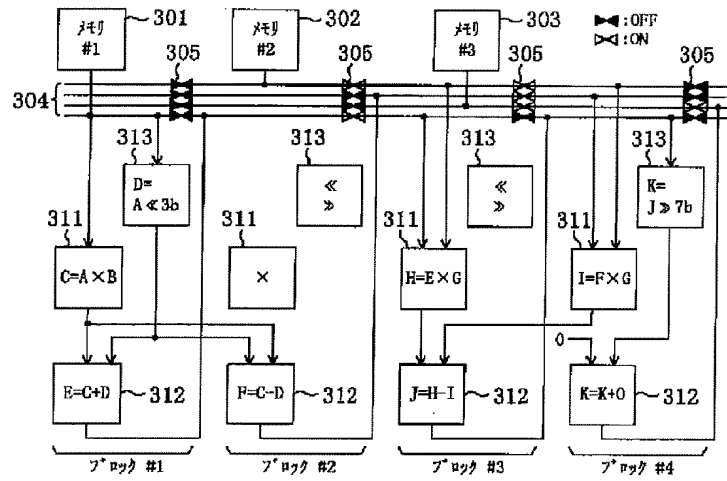 メモリ
#1
301
メモリ
#2
302
メモリ
#3
303
:OFF
:ON
305
305
305
305
304
313
313
313
313
D=
A≪3b
≪
≫
≪
≫
K=
J≫7b
311
311
311
311
C=A×B
×
H=E×G
I=F×G
0
E=C+D
312
F=C-D
312
J=H-I
312
K=K+0
312
ブロック #1
ブロック #2
ブロック #3
ブロック #4